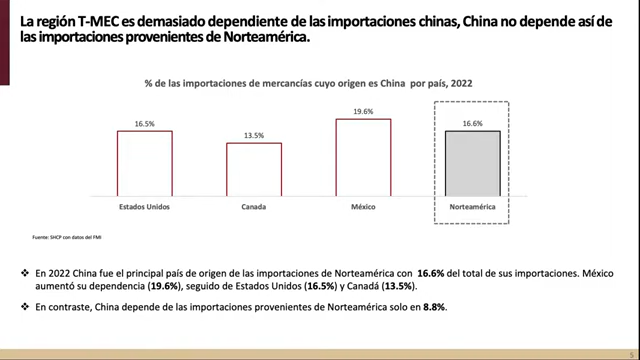 La región T-MEC es demasiado dependiente de las importaciones chinas, China no depende así de
las importaciones provenientes de Norteamérica.
% de las importaciones de mercancías cuyo origen es China por país, 2022
16.5%
13.5%
19.6%
16.6%
Estados Unidos
Canada
México
Norteamérica
Fuente: SHCP con datos del FMI
❖ En 2022 China fue el principal país de origen de las importaciones de Norteamérica con 16.6% del total de sus importaciones. México
aumentó su dependencia (19.6%), seguido de Estados Unidos (16.5%) y Canadá (13.5%).
❖ En contraste, China depende de las importaciones provenientes de Norteamérica solo en 8.8%.
5